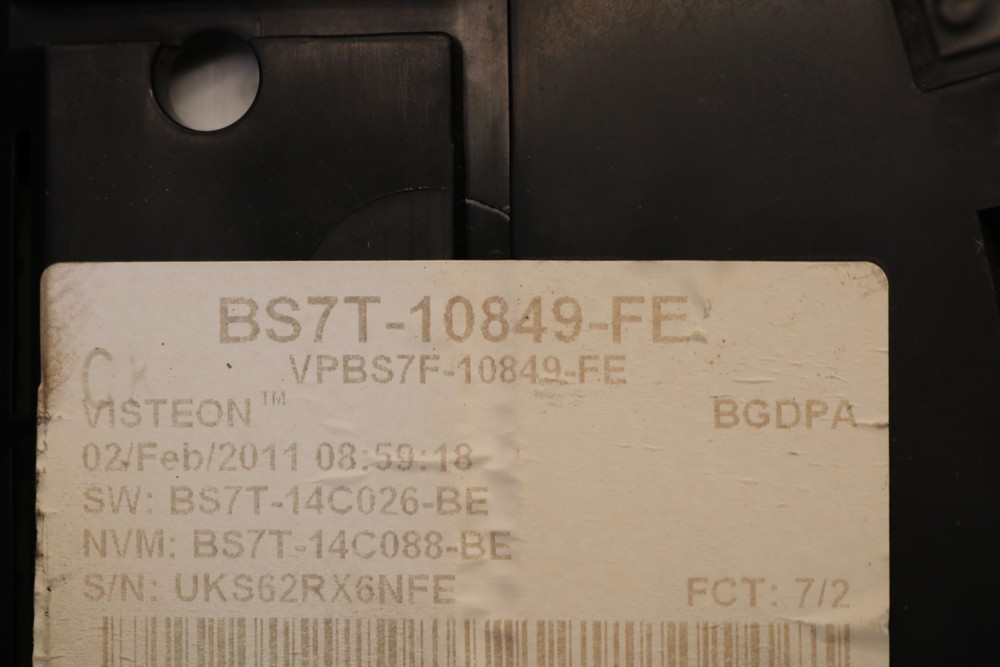 BS7T-10849-FE
VPBS7F-10849-FE
VISTEON™
BGDPA
02/Feb/2011 08:59:18
SW: BS7T-14C026-BE
NVM: BS7T-14C088-BE
S/N: UKS62RX6NFE
FCT: 7/2